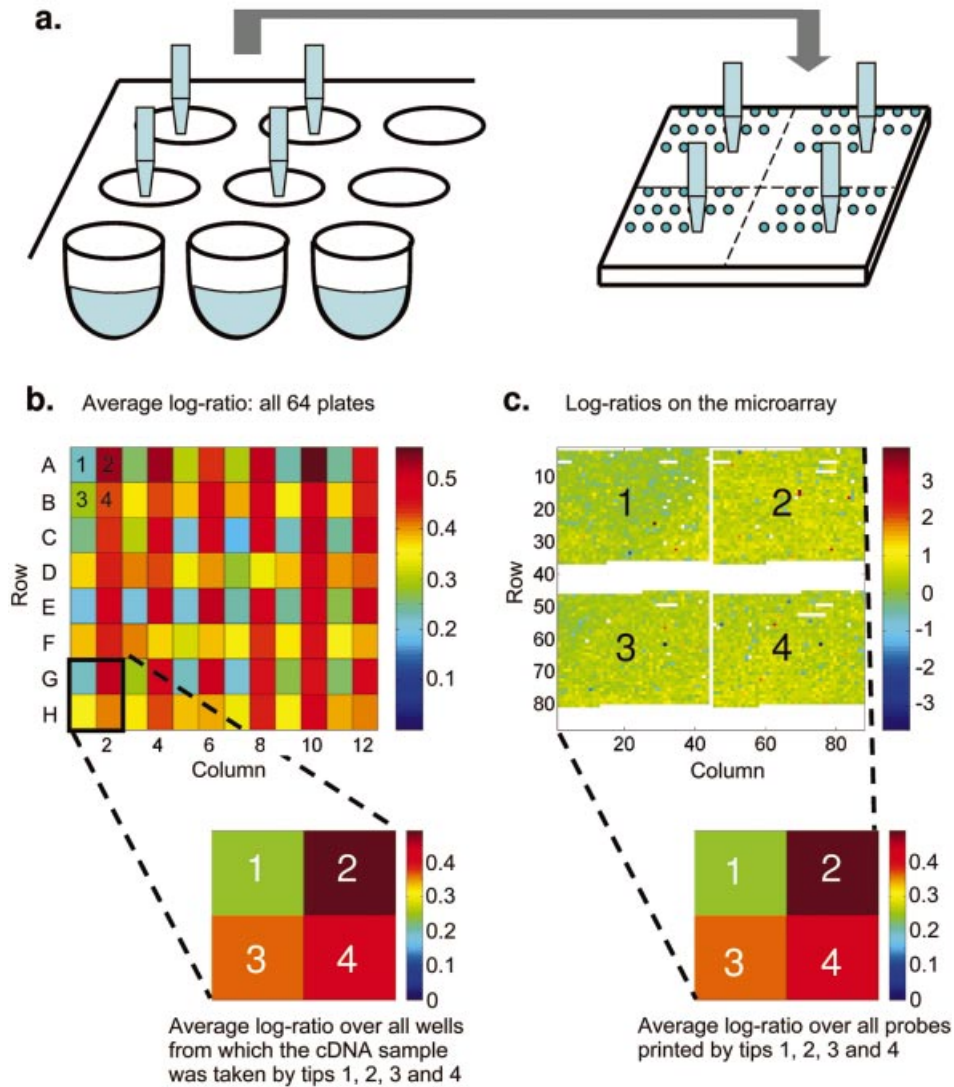 a.
b. Average log-ratio: all 64 plates
A
B
C
D
E
F
G
H
Row
1 2
3 4
2 4 6 8 10 12
Column
0.5
0.4
0.3
0.2
0.1
c. Log-ratios on the microarray
10
20
30
40
50
60
70
80
Row
1 2
3 4
20 40 60 80
Column
3
2
1
0
-1
-2
-3
1 2
3 4
0.4
0.3
0.2
0.1
0
Average log-ratio over all wells
from which the cDNA sample
was taken by tips 1, 2, 3 and 4
1 2
3 4
0.4
0.3
0.2
0.1
0
Average log-ratio over all probes
printed by tips 1, 2, 3 and 4